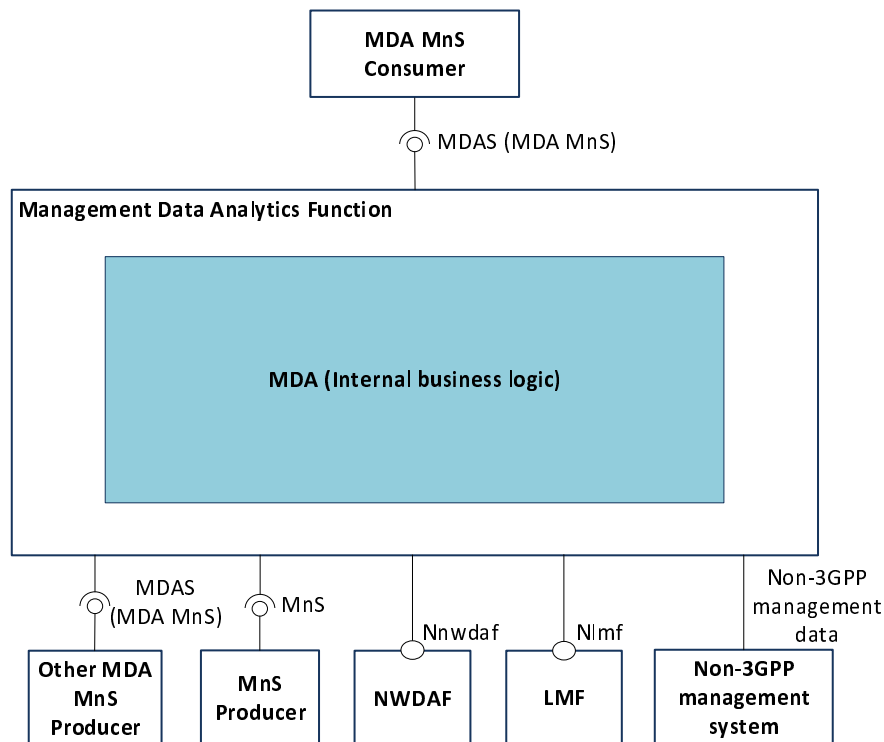 MDA MnS
Consumer
MDAS (MDA MnS)
Management Data Analytics Function
MDA (Internal business logic)
MDAS
(MDA MnS)
MnS
Nnwdaf
Nlmf
Non-3GPP
management
data
Other MDA
MnS
Producer
MnS
Producer
NWDAF
LMF
Non-3GPP
management
system